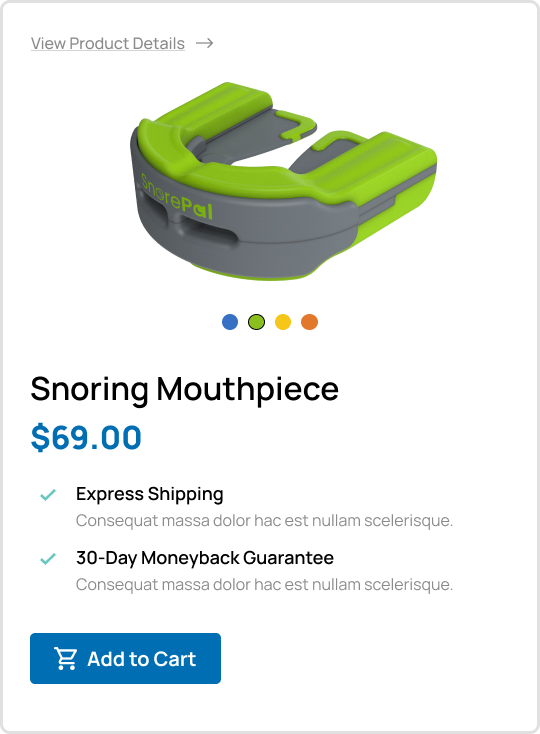 View Product Details
SnorePal
Snoring Mouthpiece
$69.00
Express Shipping
Consequat massa dolor hac est nullam scelerisque.
30-Day Moneyback Guarantee
Consequat massa dolor hac est nullam scelerisque.
Add to Cart